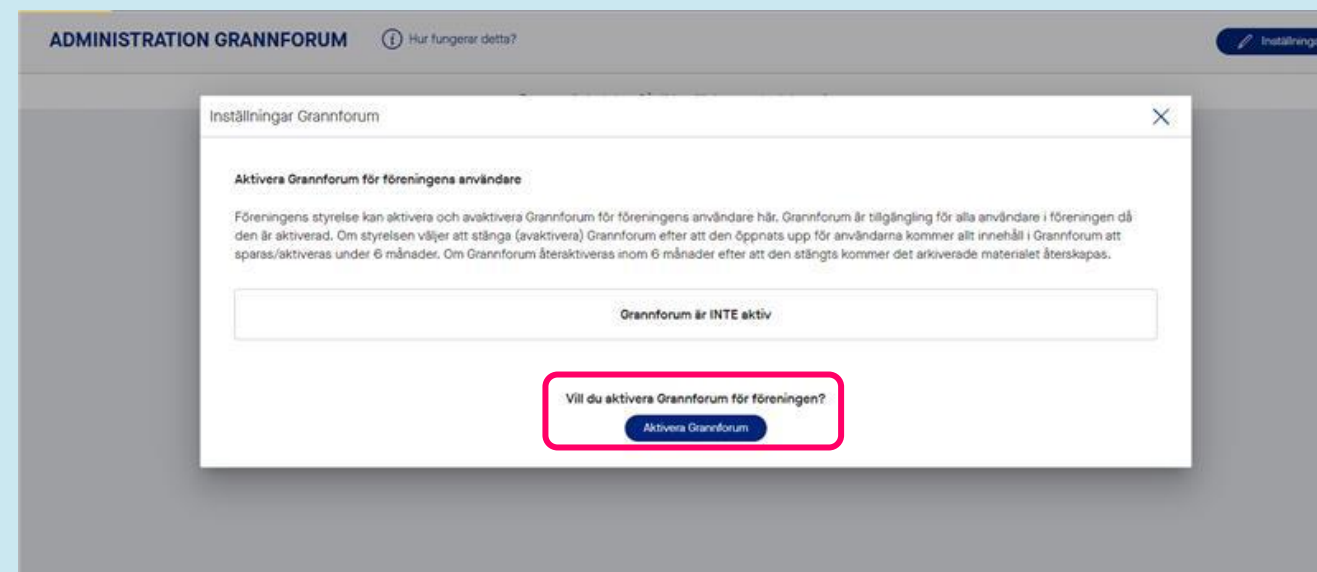 ADMINISTRATION GRANNFORUM
Hur fungerar detta?
Inställningar Grannforum
Aktivera Grannforum för föreningens användare
Föreningens styrelse kan aktivera och avaktivera Grannforum för föreningens användare här. Grannforum är tillgängling för alla användare i föreningen då
den är aktiverad. Om styrelsen väljer att stänga (avaktivera) Grannforum efter att den öppnats upp för användarna kommer allt innehåll i Grannforum att
sparas/aktiveras under 6 månader. Om Grannforum återaktiveras inom 6 månader efter att den stängts kommer det arkiverade materialet återskapas.
Grannforum är INTE aktiv
Vill du aktivera Grannforum för föreningen?
Aktivera Grannforum